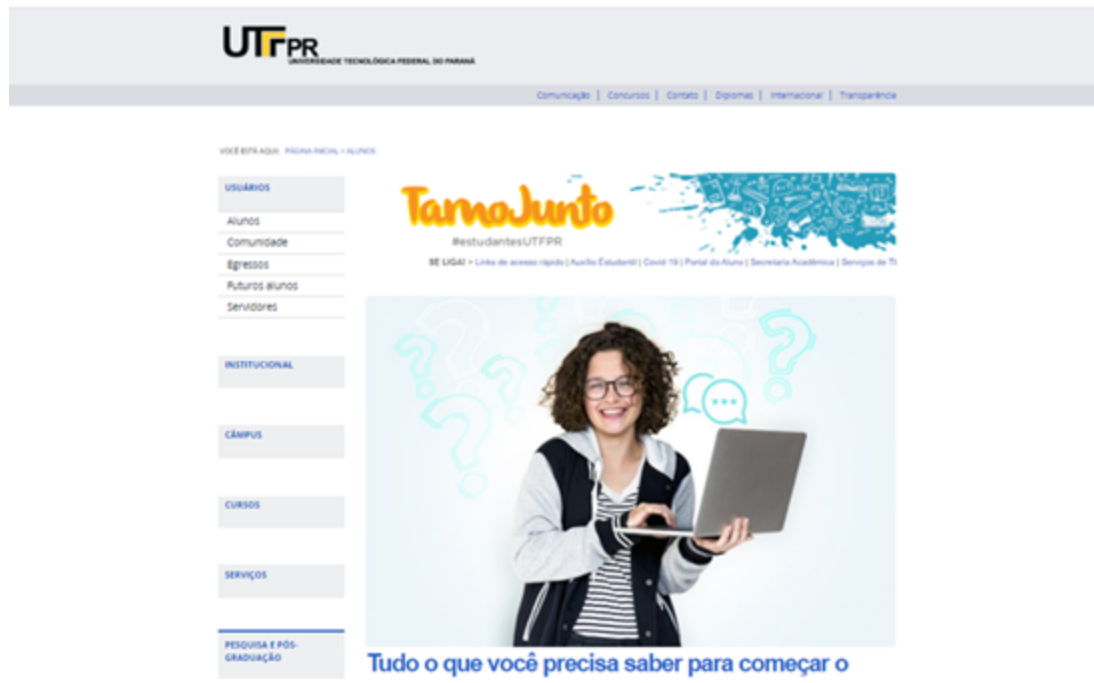 UTFPR
UNIVERSIDADE TECNOLÓGICA FEDERAL DO PARANÁ
Comunicação | Concursos | Contato | Diplomas | Internacional | Transparência
VOCÊ ESTÁ AQUI: PÁGINA INICIAL > ALUNOS
USUÁRIOS
Alunos
Comunidade
Egressos
Futuros alunos
Servidores
INSTITUCIONAL
CÂMPUS
CURSOS
SERVIÇOS
PESQUISA E PÓS-
GRADUAÇÃO
TamoJunto
#estudantesUTFPR
SE LIGA! > Links de acesso rápido | Auxílio Estudantil | Covid 19 | Portal do Aluno | Secretaria Acadêmica | Serviços de TI
Tudo o que você precisa saber para começar o